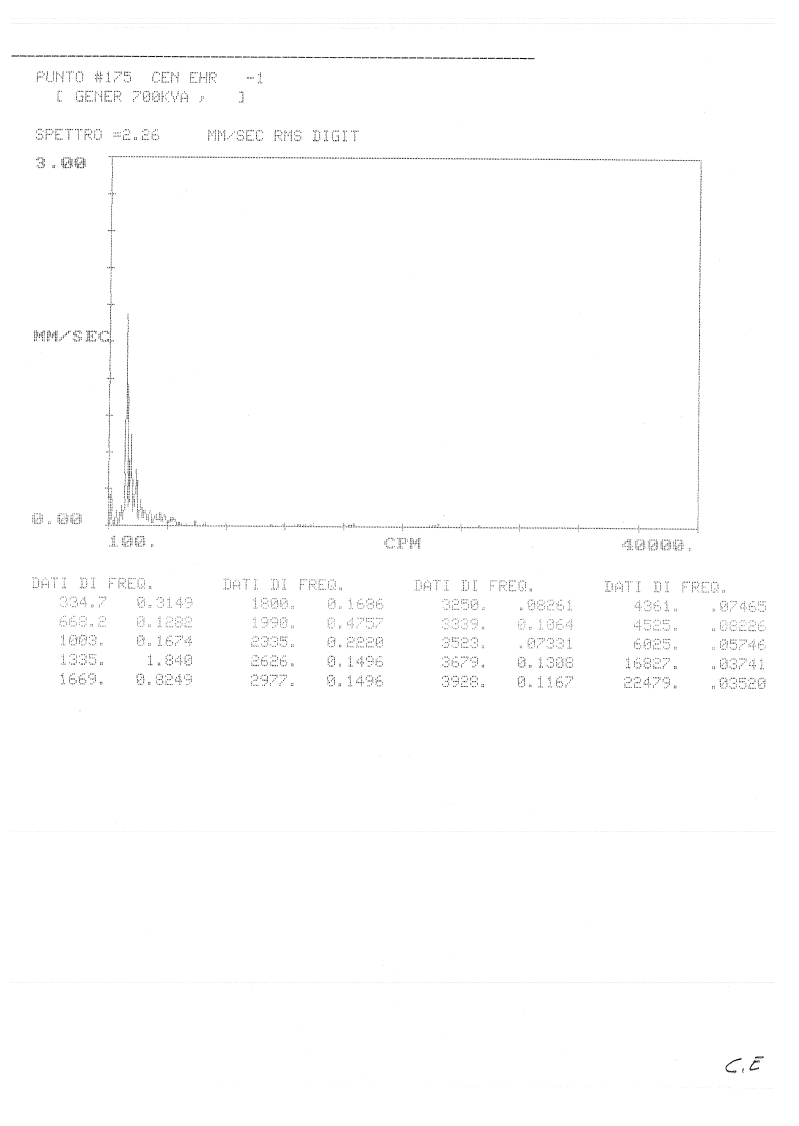 PUNTO #175 CEN EHR -1
[ GENER 700KVA , ]
SPETTRO =2.26 MM/SEC RMS DIGIT
3.00
MM/SEC
0.00
100. CPM 40000.
DATI DI FREQ. DATI DI FREQ. DATI DI FREQ. DATI DI FREQ.
334.7 0.3149 1800. 0.1686 3250. .08261 4361. .07465
668.2 0.1282 1990. 0.4757 3339. 0.1064 4525. .08226
1003. 0.1674 2335. 0.2220 3523. .07331 6025. .05746
1335. 1.840 2626. 0.1496 3679. 0.1308 16827. .03741
1669. 0.8249 2977. 0.1496 3928. 0.1167 22479. .03520
C.E